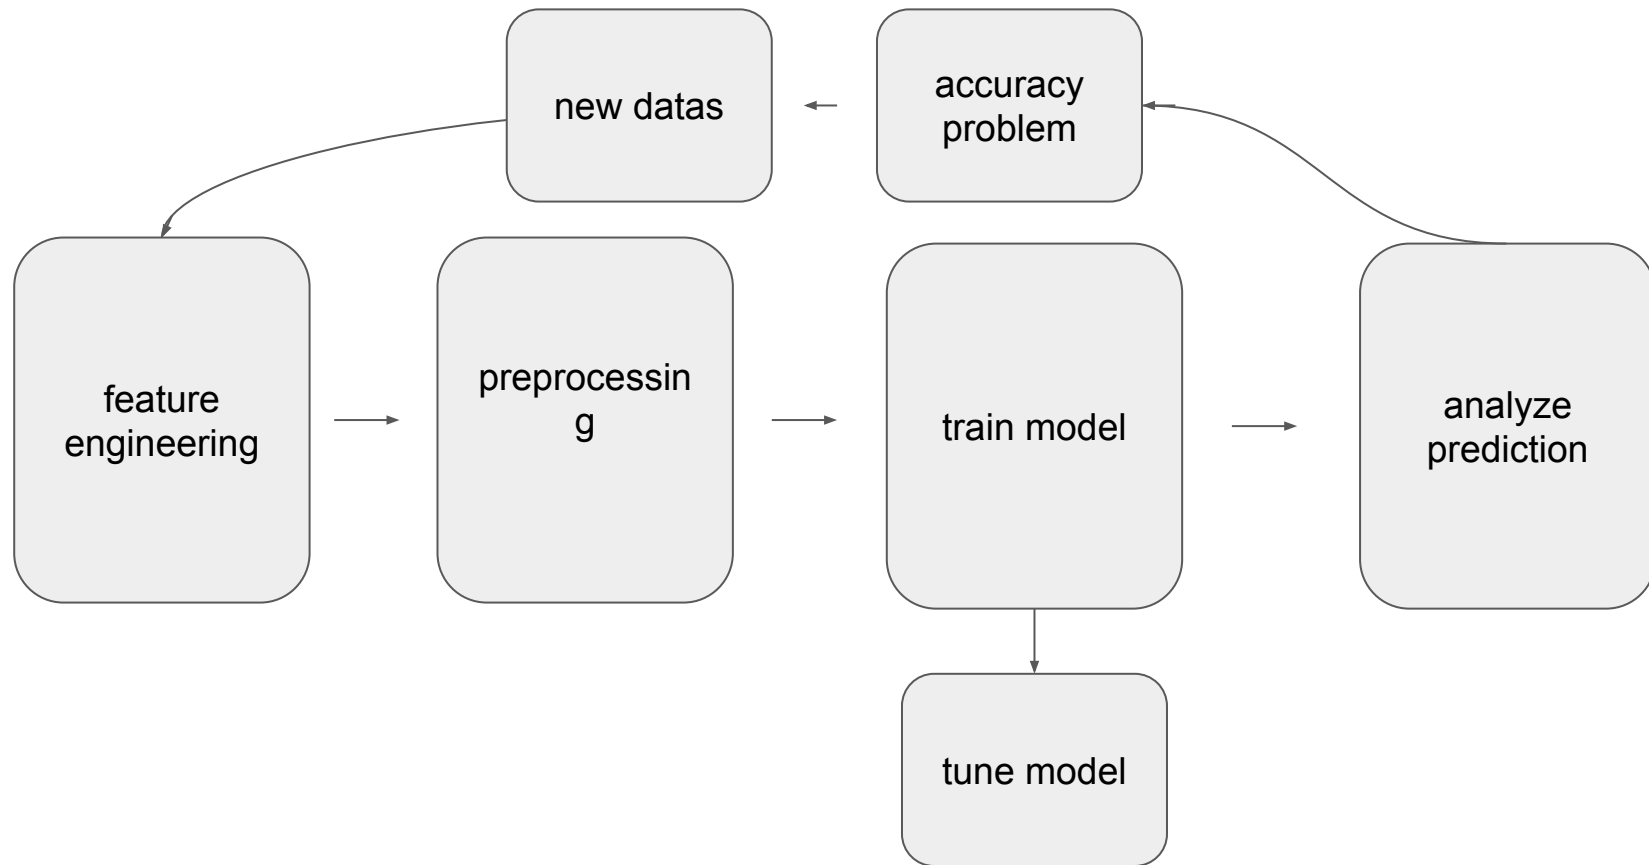 new datas
accuracy
problem
feature
engineering
preprocessin
g
train model
analyze
prediction
tune model